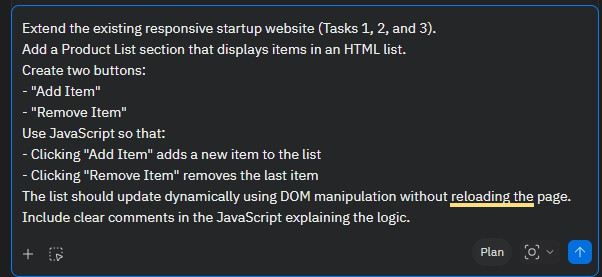 Extend the existing responsive startup website (Tasks 1, 2, and 3).
Add a Product List section that displays items in an HTML list.
Create two buttons:
- "Add Item"
- "Remove Item"
Use JavaScript so that:
- Clicking "Add Item" adds a new item to the list
- Clicking "Remove Item" removes the last item
The list should update dynamically using DOM manipulation without reloading the page.
Include clear comments in the JavaScript explaining the logic.
Plan